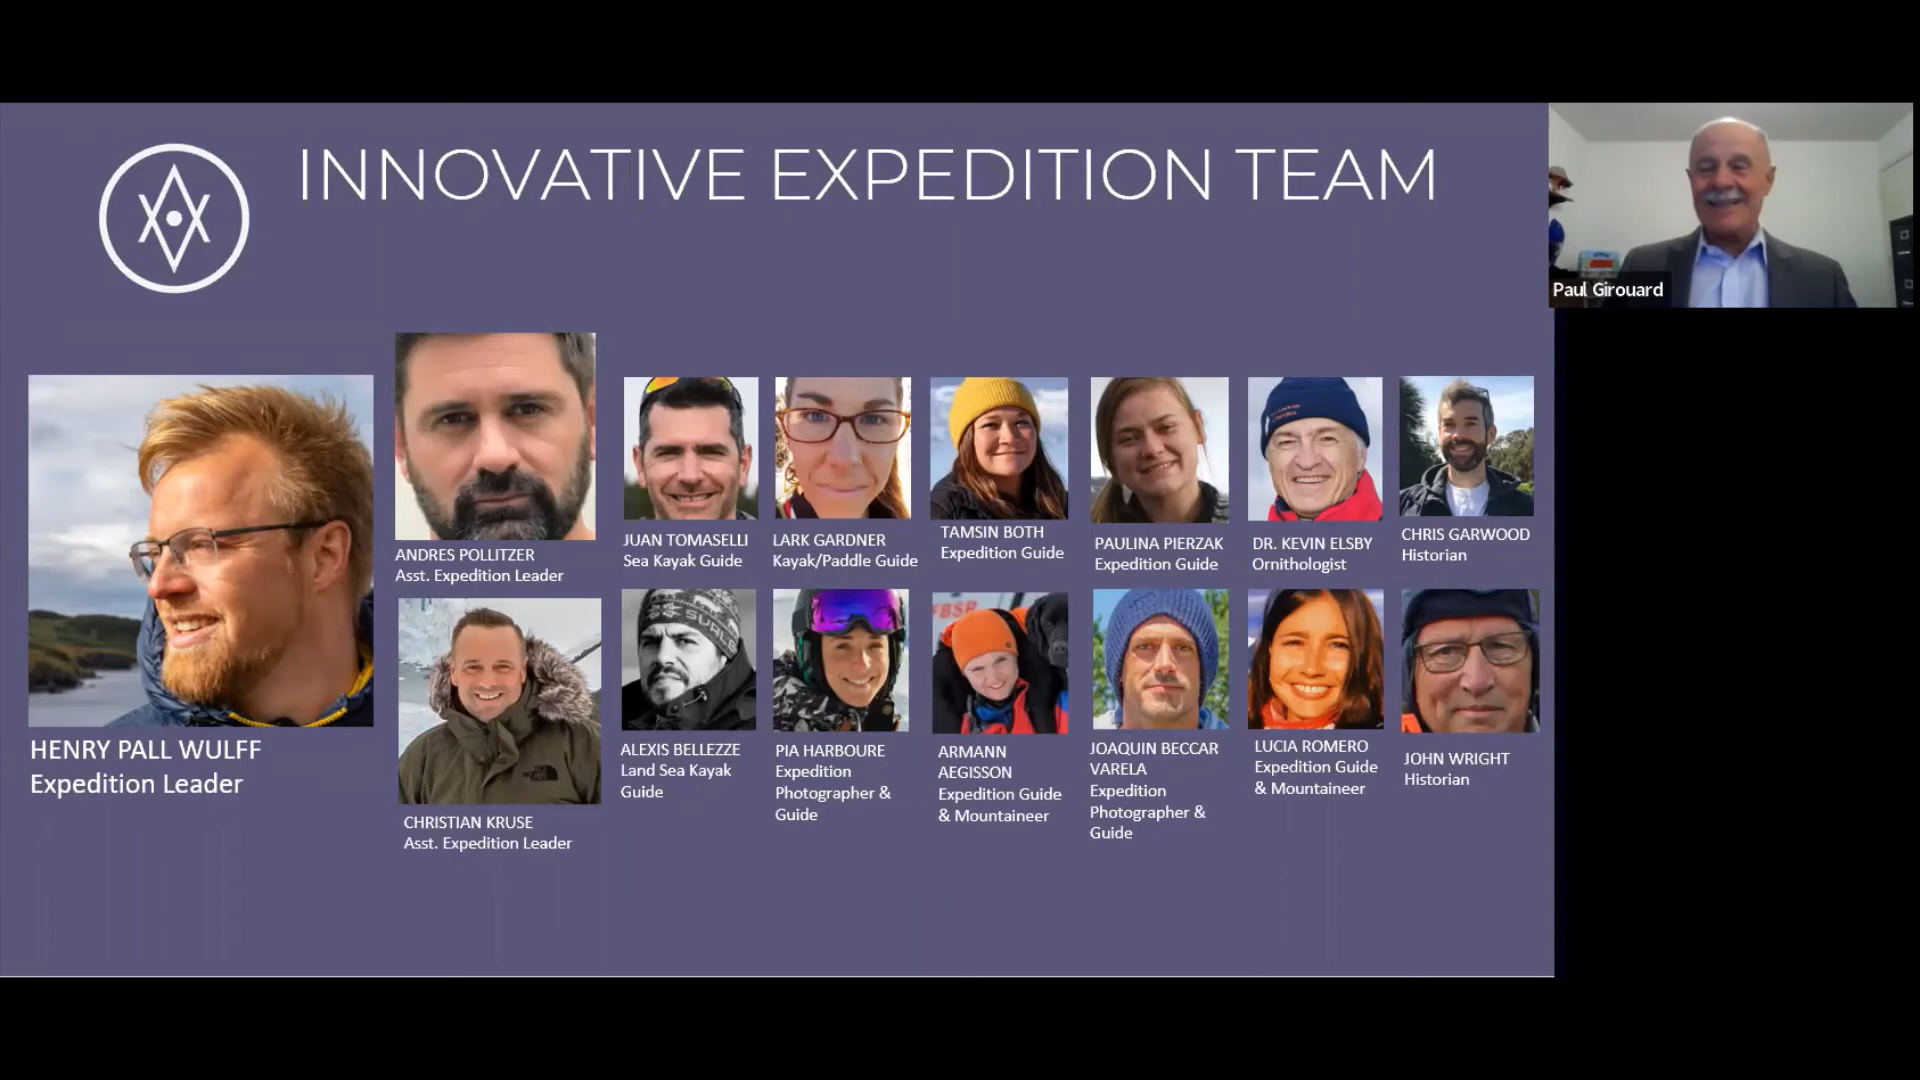 INNOVATIVE EXPEDITION TEAM
Paul Girouard
HENRY PALL WULFF
Expedition Leader
ANDRES POLLITZER
Asst. Expedition Leader
JUAN TOMASELLI
Sea Kayak Guide
LARK GARDNER
Kayak/Paddle Guide
TAMSIN BOTH
Expedition Guide
PAULINA PIERZAK
Expedition Guide
DR. KEVIN ELSBY
Ornithologist
CHRIS GARWOOD
Historian
CHRISTIAN KRUSE
Asst. Expedition Leader
ALEXIS BELLEZZE
Land Sea Kayak
Guide
PIA HARBOURE
Expedition
Photographer &
Guide
ARMANN
AEGISSON
Expedition Guide
& Mountaineer
JOAQUIN BECCAR
VARELA
Expedition
Photographer &
Guide
LUCIA ROMERO
Expedition Guide
& Mountaineer
JOHN WRIGHT
Historian